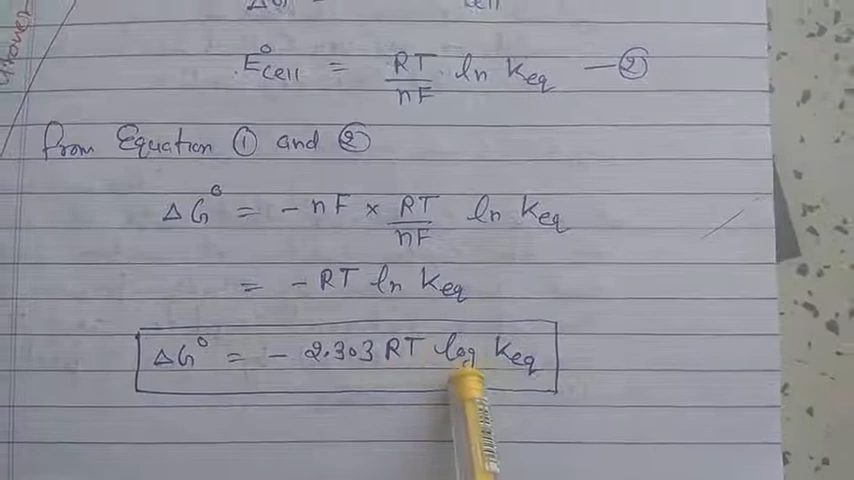 E°cell = RT/nF ln Keq — ②
from Equation ① and ②
ΔG° = - nF × RT/nF ln Keq
= - RT ln Keq
ΔG° = - 2.303 RT log Keq